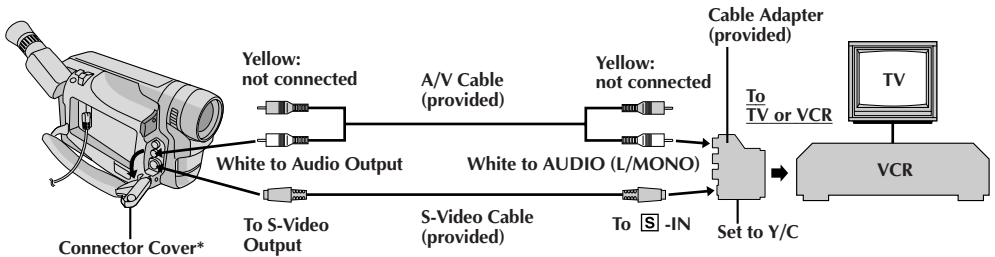 Cable Adapter
(provided)
Yellow:
not connected
A/V Cable
(provided)
Yellow:
not connected
To
TV or VCR
TV
White to Audio Output
White to AUDIO (L/MONO)
VCR
To S-Video
Output
S-Video Cable
(provided)
To S -IN
Set to Y/C
Connector Cover*